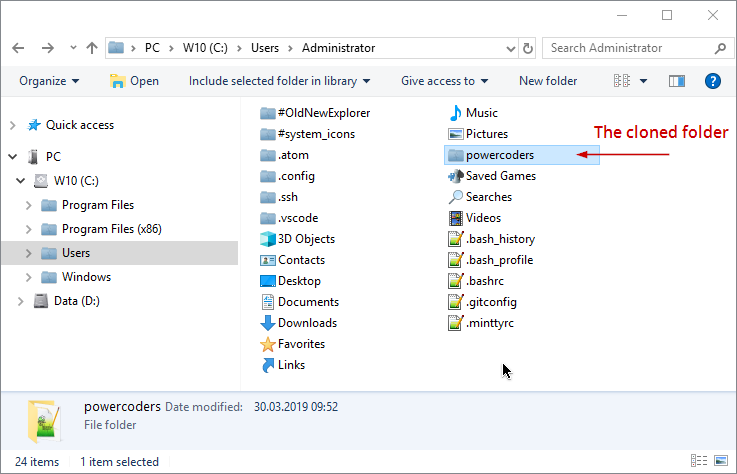 PC > W10 (C:) > Users > Administrator
Search Administrator
Organize
Open
Include selected folder in library
Give access to
New folder
?
Quick access
PC
W10 (C:)
Program Files
Program Files (x86)
Users
Windows
Data (D:)
#OldNewExplorer
#system_icons
.atom
.config
.ssh
.vscode
3D Objects
Contacts
Desktop
Documents
Downloads
Favorites
Links
Music
Pictures
powercoders
Saved Games
Searches
Videos
.bash_history
.bash_profile
.bashrc
.gitconfig
.minttyrc
The cloned folder
powercoders Date modified: 30.03.2019 09:52
File folder
24 items 1 item selected